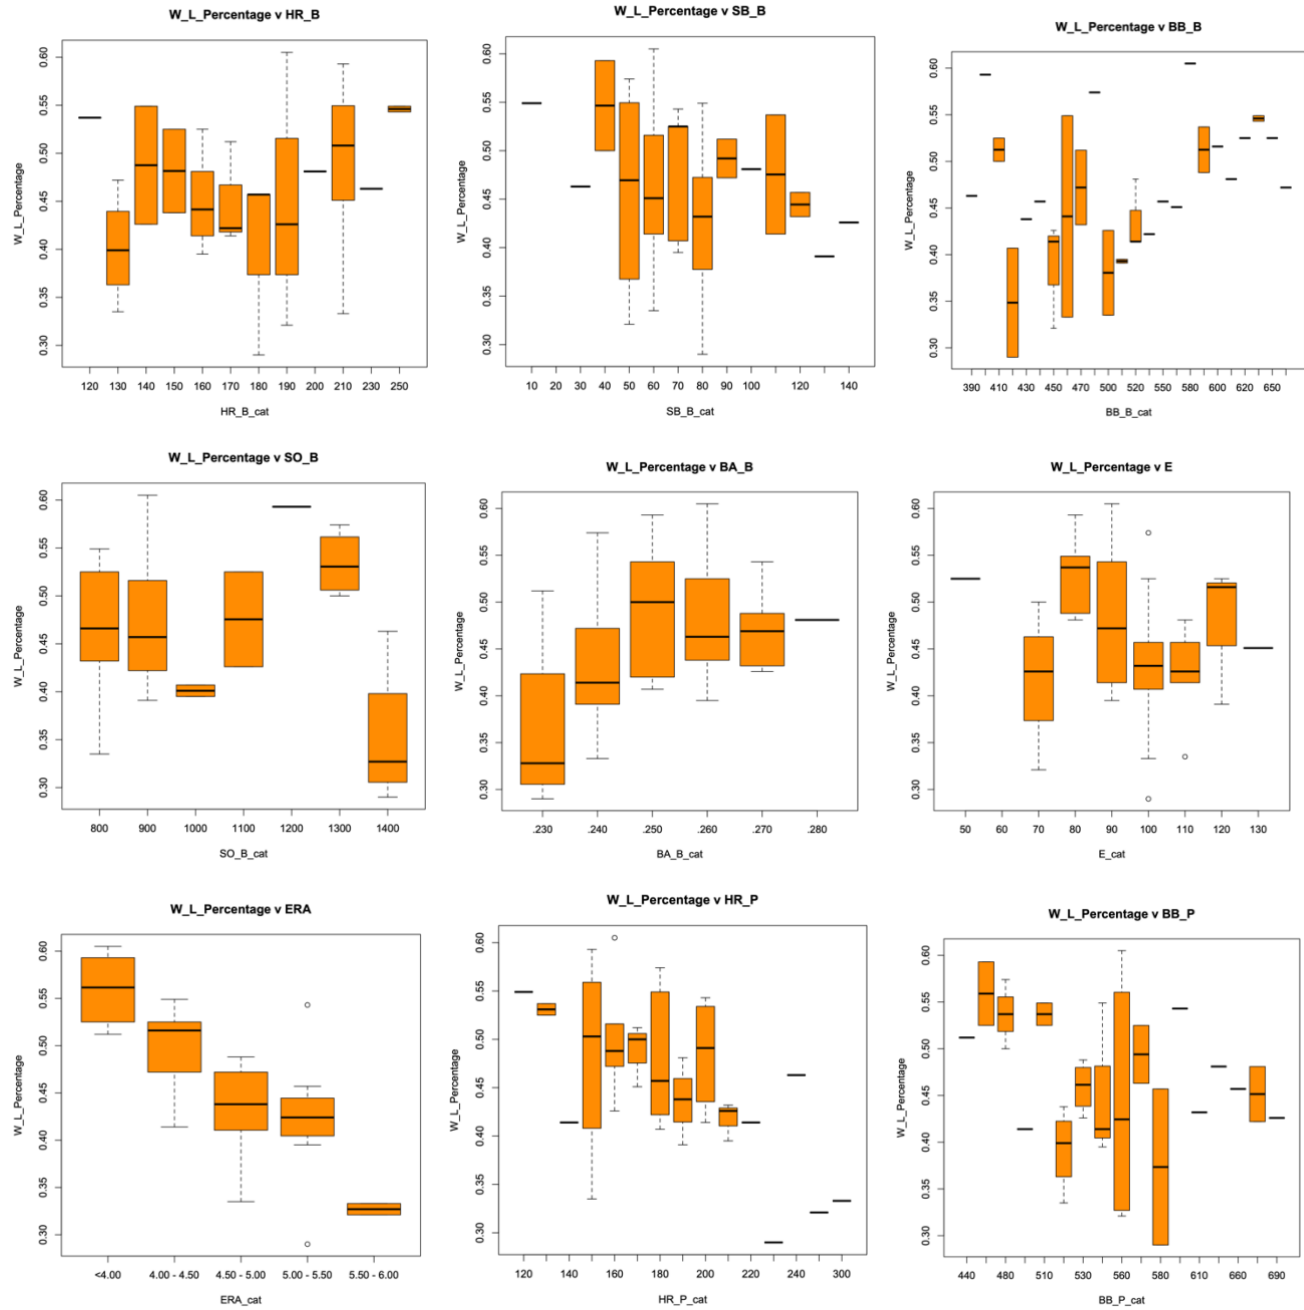 W_L_Percentage v HR_B
W_L_Percentage
0.30 0.35 0.40 0.45 0.50 0.55 0.60
120 130 140 150 160 170 180 190 200 210 230 250
HR_B_cat
W_L_Percentage v SB_B
W_L_Percentage
0.30 0.35 0.40 0.45 0.50 0.55 0.60
10 20 30 40 50 60 70 80 90 100 120 140
SB_B_cat
W_L_Percentage v BB_B
W_L_Percentage
0.30 0.35 0.40 0.45 0.50 0.55 0.60
390 410 430 450 470 500 520 550 580 600 620 650
BB_B_cat
W_L_Percentage v SO_B
W_L_Percentage
0.30 0.35 0.40 0.45 0.50 0.55 0.60
800 900 1000 1100 1200 1300 1400
SO_B_cat
W_L_Percentage v BA_B
W_L_Percentage
0.30 0.35 0.40 0.45 0.50 0.55 0.60
.230 .240 .250 .260 .270 .280
BA_B_cat
W_L_Percentage v E
W_L_Percentage
0.30 0.35 0.40 0.45 0.50 0.55 0.60
50 60 70 80 90 100 110 120 130
E_cat
W_L_Percentage v ERA
W_L_Percentage
0.30 0.35 0.40 0.45 0.50 0.55 0.60
<4.00 4.00 - 4.50 4.50 - 5.00 5.00 - 5.50 5.50 - 6.00
ERA_cat
W_L_Percentage v HR_P
W_L_Percentage
0.30 0.35 0.40 0.45 0.50 0.55 0.60
120 140 160 180 200 220 240 300
HR_P_cat
W_L_Percentage v BB_P
W_L_Percentage
0.30 0.35 0.40 0.45 0.50 0.55 0.60
440 480 510 530 560 580 610 660 690
BB_P_cat